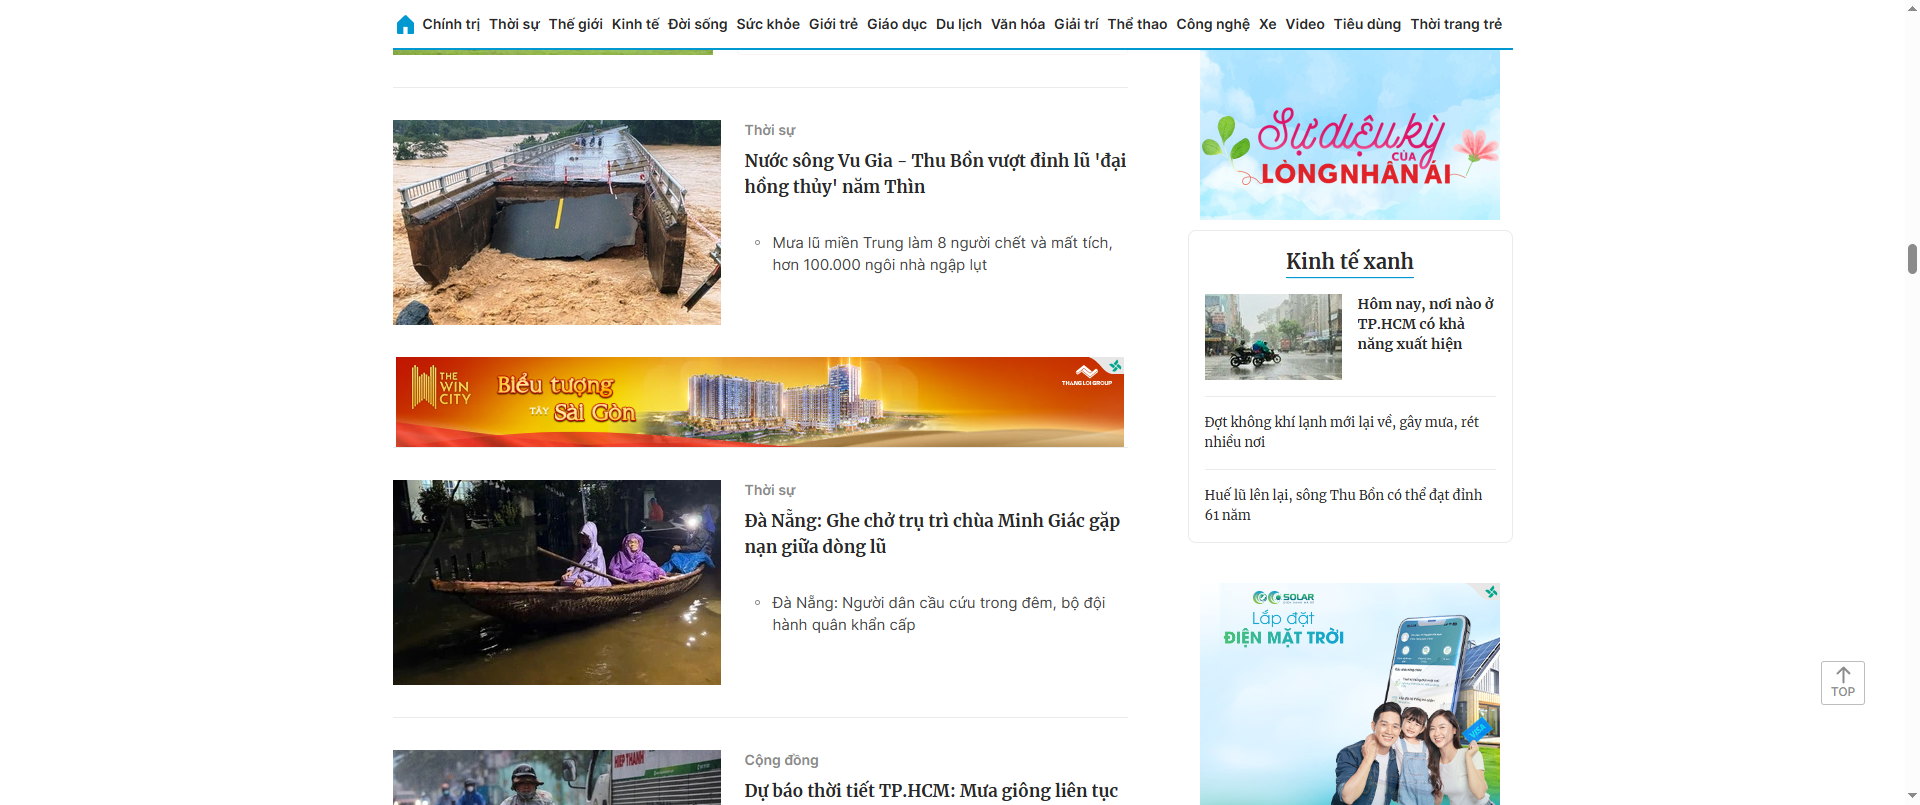 Chính trị Thời sự Thế giới Kinh tế Đời sống Sức khỏe Giới trẻ Giáo dục Du lịch Văn hóa Giải trí Thể thao Công nghệ Xe Video Tiêu dùng Thời trang trẻ
Thời sự
Nước sông Vu Gia - Thu Bồn vượt đỉnh lũ 'đại
hồng thủy' năm Thìn
Mưa lũ miền Trung làm 8 người chết và mất tích,
hơn 100.000 ngôi nhà ngập lụt
THE
WIN
CITY
Biểu tượng
TÂY Sài Gòn
THANG LOI GROUP
Thời sự
Đà Nẵng: Ghe chở trụ trì chùa Minh Giác gặp
nạn giữa dòng lũ
Đà Nẵng: Người dân cầu cứu trong đêm, bộ đội
hành quân khẩn cấp
HIEP THANH
Cộng đồng
Dự báo thời tiết TP.HCM: Mưa giông liên tục
Sự diệu kỳ
CỦA
LÒNG NHÂN ÁI
Kinh tế xanh
Hôm nay, nơi nào ở
TP.HCM có khả
năng xuất hiện
Đợt không khí lạnh mới lại về, gây mưa, rét
nhiều nơi
Huế lũ lên lại, sông Thu Bồn có thể đạt đỉnh
61 năm
SOLAR
Lắp đặt
ĐIỆN MẶT TRỜI
VISA
TOP